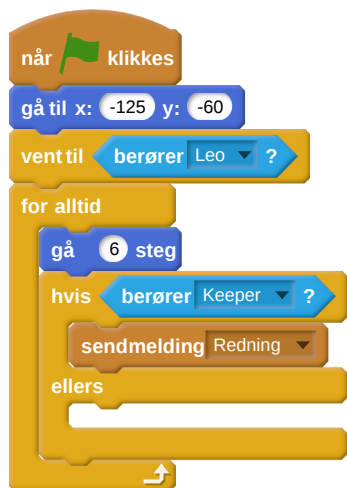 når klikkes
gå til x: -125 y: -60
vent til berører Leo ?
for alltid
gå 6 steg
hvis berører Keeper ?
sendmelding Redning
ellers